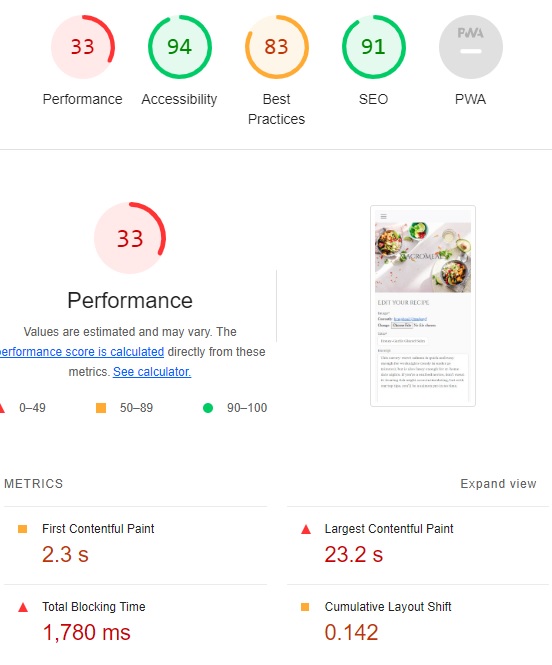 33
94
83
91
PWA
Performance
Accessibility
Best
Practices
SEO
PWA
33
Performance
Values are estimated and may vary. The
performance score is calculated directly from these
metrics. See calculator.
0–49
50–89
90–100
EDIT YOUR RECIPE
METRICS
Expand view
First Contentful Paint
2.3 s
Largest Contentful Paint
23.2 s
Total Blocking Time
1,780 ms
Cumulative Layout Shift
0.142